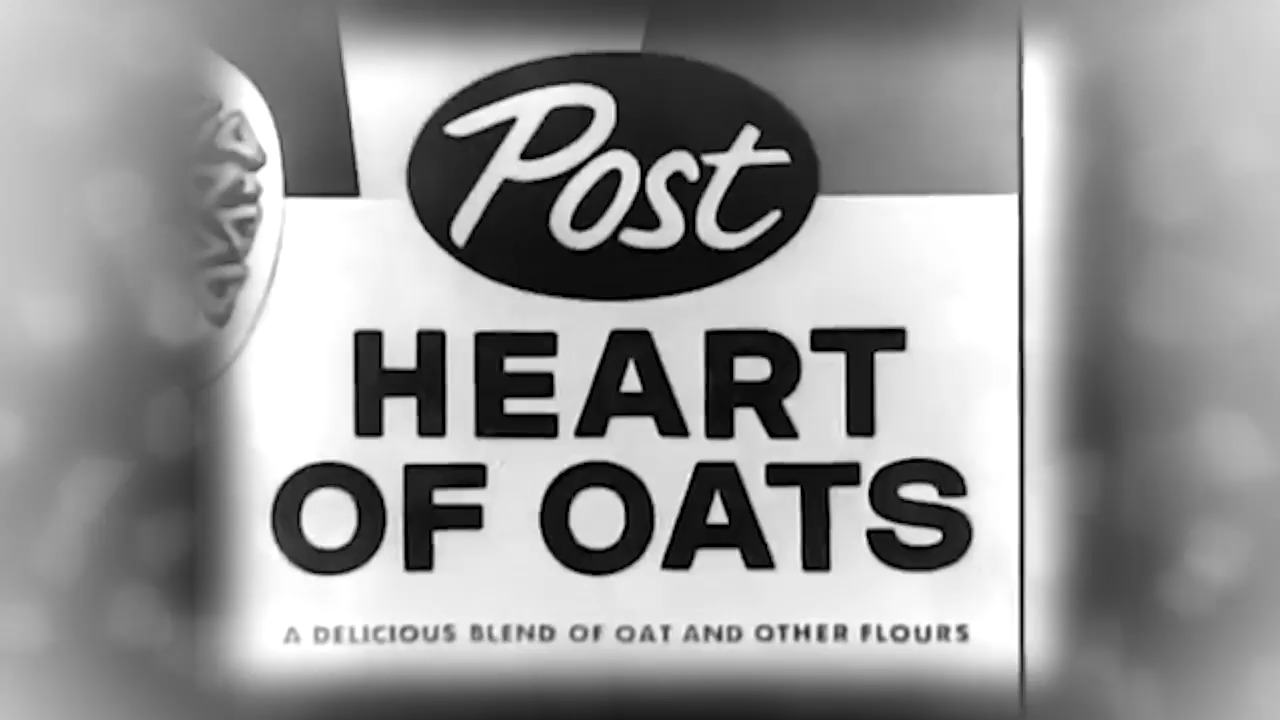 Post
HEART
OF OATS
A DELICIOUS BLEND OF OAT AND OTHER FLOURS